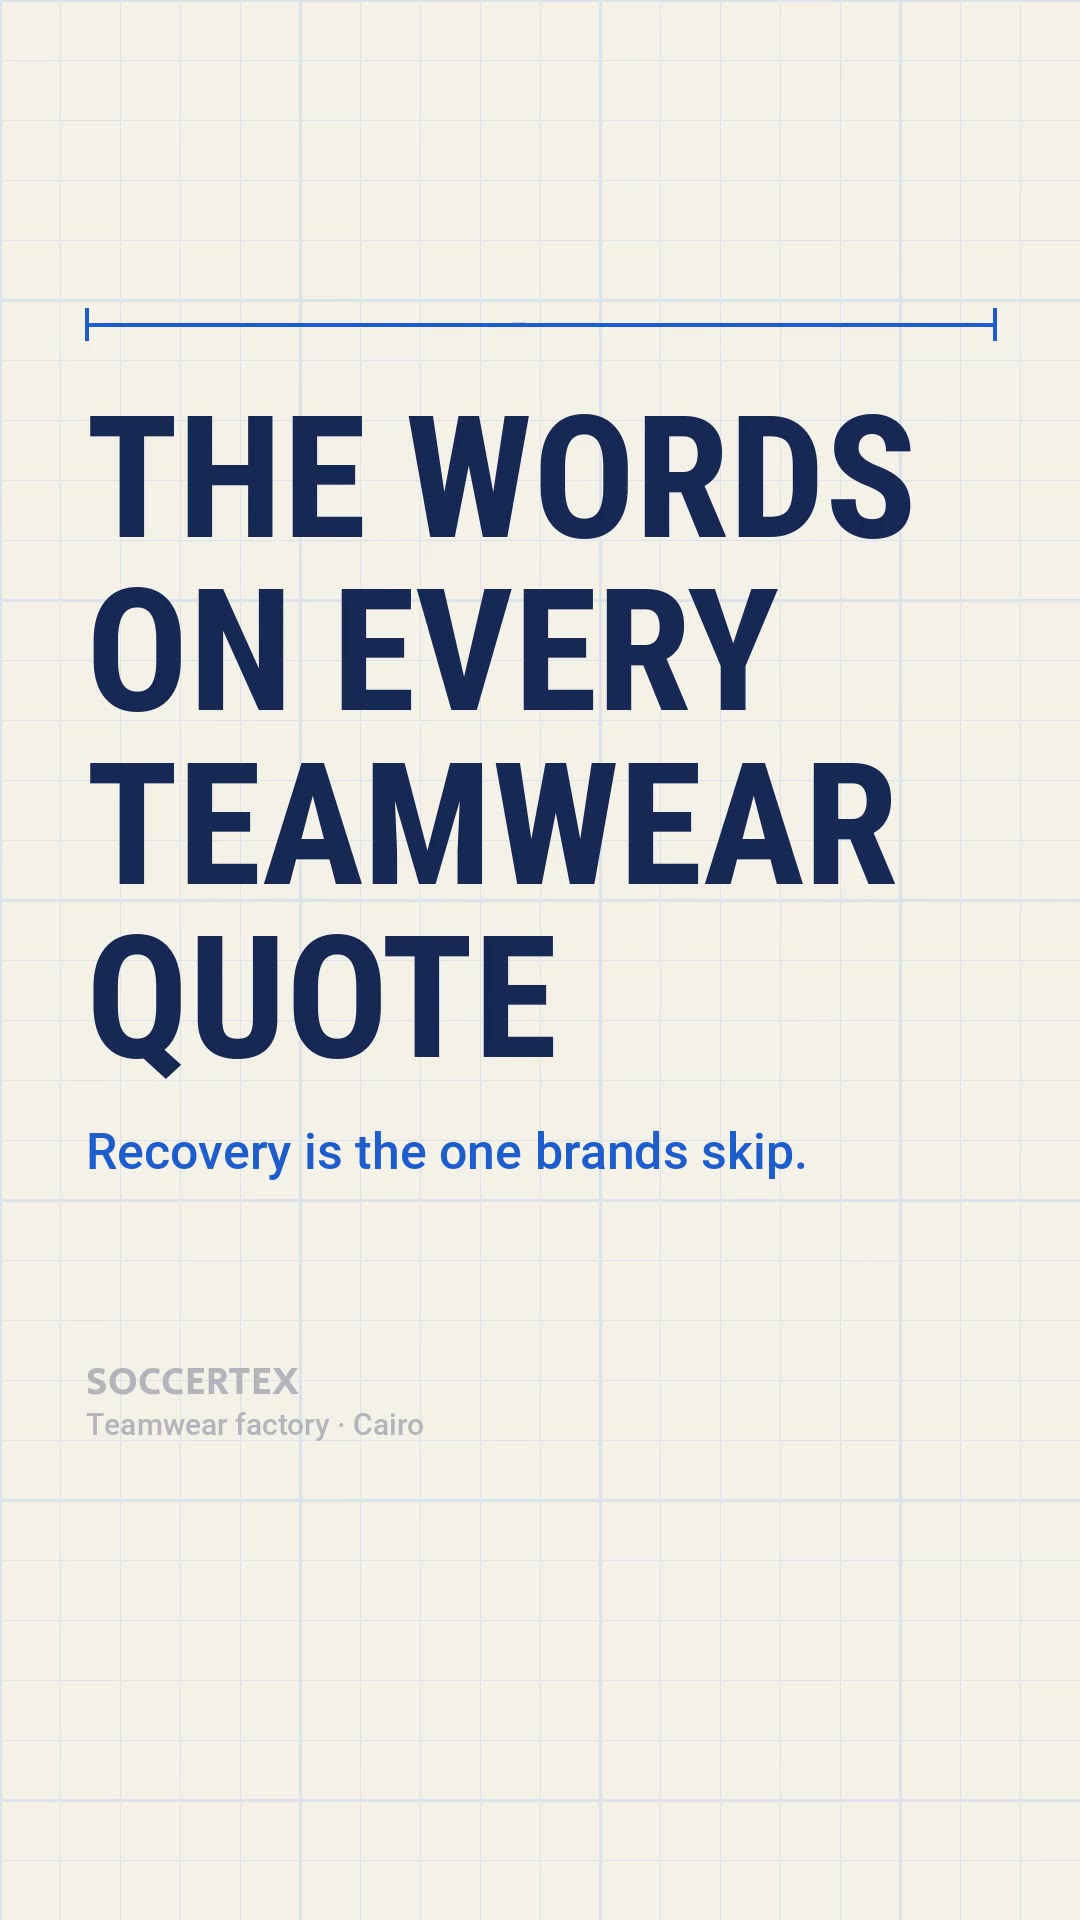 THE WORDS
ON EVERY
TEAMWEAR
QUOTE
Recovery is the one brands skip.
SOCCERTEX
Teamwear factory · Cairo